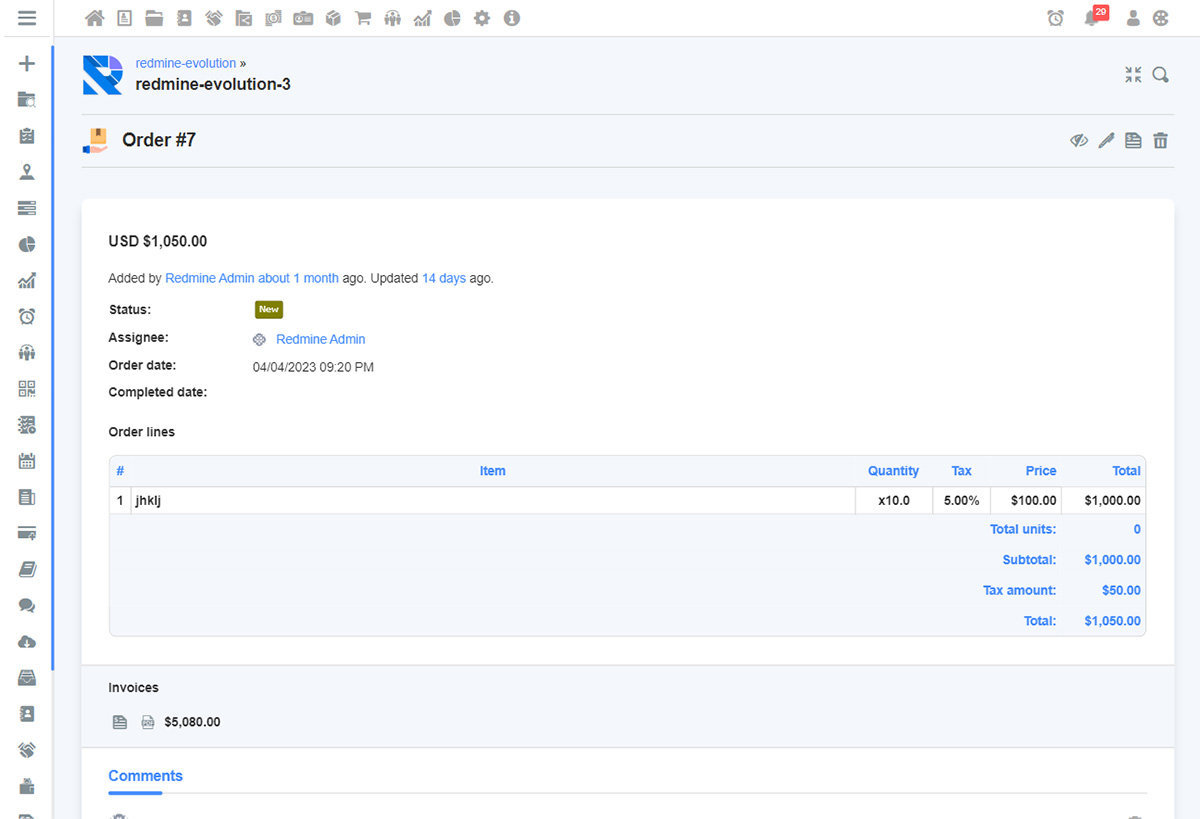 29
redmine-evolution »
redmine-evolution-3
Order #7
USD $1,050.00
Added by Redmine Admin about 1 month ago. Updated 14 days ago.
Status: New
Assignee: Redmine Admin
Order date: 04/04/2023 09:20 PM
Completed date:
Order lines
# Item Quantity Tax Price Total
1 jhklj x10.0 5.00% $100.00 $1,000.00
Total units: 0
Subtotal: $1,000.00
Tax amount: $50.00
Total: $1,050.00
Invoices
$5,080.00
Comments